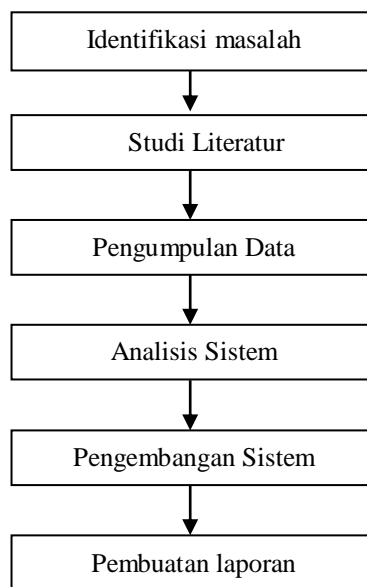 Identifikasi masalah
Studi Literatur
Pengumpulan Data
Analisis Sistem
Pengembangan Sistem
Pembuatan laporan